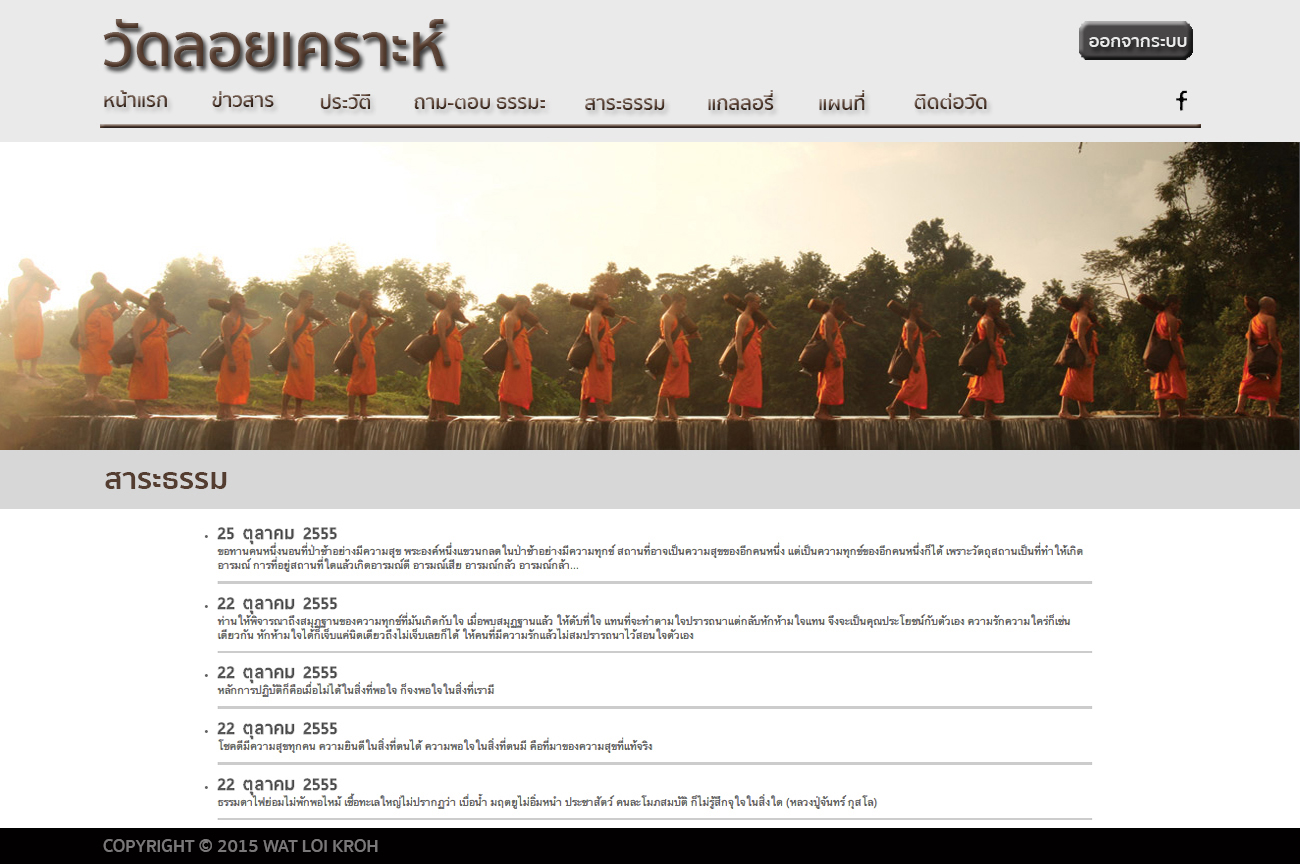 วัดลอยเคราะห์
ออกจากระบบ
หน้าแรก ข่าวสาร ประวัติ ถาม-ตอบ ธรรมะ สาระธรรม แกลลอรี่ แผนที่ ติดต่อวัด f
สาระธรรม
25 ตุลาคม 2555
ขอทานคนหนึ่งนอนที่ป่าช้าอย่างมีความสุข พระองค์หนึ่งแขวนกลดในป่าช้าอย่างมีความทุกข์ สถานที่อาจเป็นความสุขของอีกคนหนึ่ง แต่เป็นความทุกข์ของอีกคนหนึ่งก็ได้ เพราะวัตถุสถานเป็นที่ทำให้เกิด
อารมณ์ การที่อยู่สถานที่ใดแล้วเกิดอารมณ์ดี อารมณ์เสีย อารมณ์กลัว อารมณ์กล้า...
22 ตุลาคม 2555
ท่านให้พิจารณาถึงสมุฏฐานของความทุกข์ที่มันเกิดกับใจ เมื่อพบสมุฏฐานแล้ว ให้ดับที่ใจ แทนที่จะทำตามใจปรารถนาแต่กลับหักห้ามใจแทน จึงจะเป็นคุณประโยชน์กับตัวเอง ความรักความใคร่ก็เช่น
เดียวกัน หักห้ามใจได้ก็เจ็บแค่นิดเดียวถึงไม่เจ็บเลยก็ได้ ให้คนที่มีความรักแล้วไม่สมปรารถนาไว้สอนใจตัวเอง
22 ตุลาคม 2555
หลักการปฏิบัติก็คือเมื่อไม่ได้ในสิ่งที่พอใจ ก็จงพอใจในสิ่งที่เรามี
22 ตุลาคม 2555
โชคดีมีความสุขทุกคน ความยินดีในสิ่งที่ตนได้ ความพอใจในสิ่งที่ตนมี คือที่มาของความสุขที่แท้จริง
22 ตุลาคม 2555
ธรรมดาไฟย่อมไม่พักพอไหม้ เชื้อทะเลใหญ่ไม่ปรากฏว่า เบื่อน้ำ มฤตยูไม่อิ่มหนำ ประชาสัตว์ คนละโมภสมบัติ ก็ไม่รู้สึกจุใจในสิ่งใด (หลวงปู่จันทร์ กุสโล)
COPYRIGHT © 2015 WAT LOI KROH